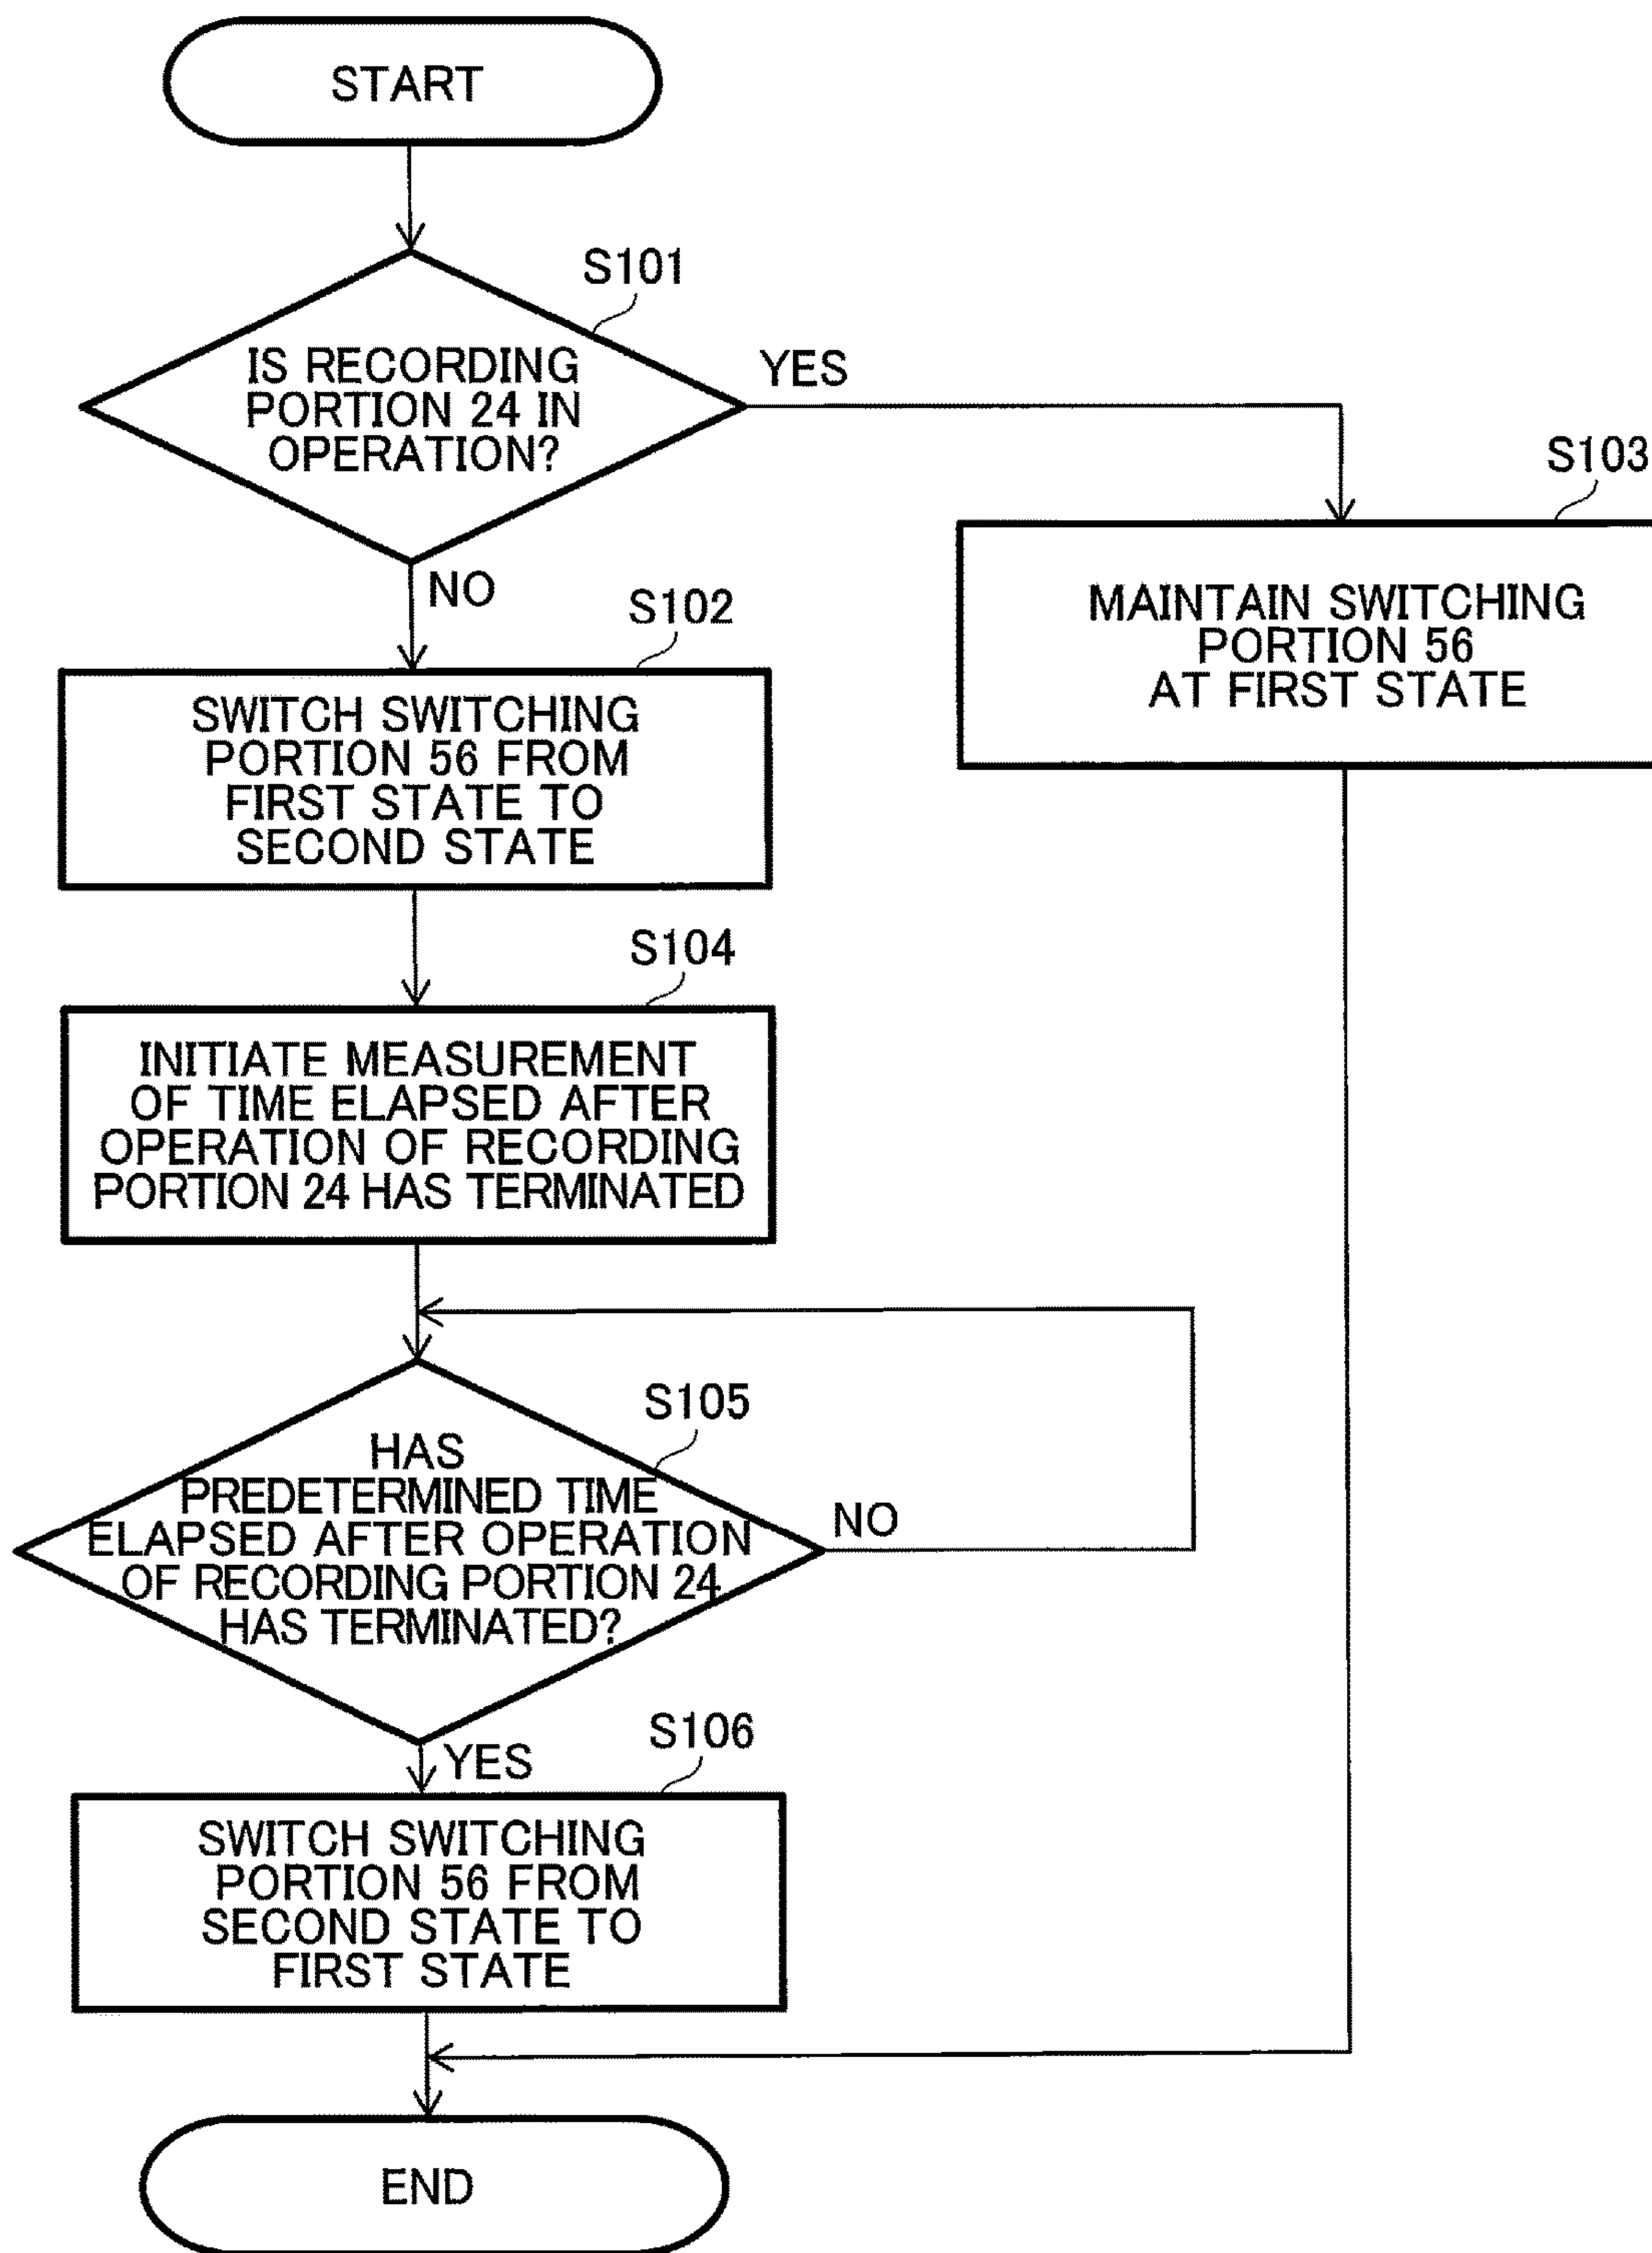 START
S101
IS RECORDING
PORTION 24 IN
OPERATION?
YES
S103
MAINTAIN SWITCHING
PORTION 56
AT FIRST STATE
NO
S102
SWITCH SWITCHING
PORTION 56 FROM
FIRST STATE TO
SECOND STATE
S104
INITIATE MEASUREMENT
OF TIME ELAPSED AFTER
OPERATION OF RECORDING
PORTION 24 HAS TERMINATED
S105
HAS
PREDETERMINED TIME
ELAPSED AFTER OPERATION
OF RECORDING PORTION 24
HAS TERMINATED?
NO
YES
S106
SWITCH SWITCHING
PORTION 56 FROM
SECOND STATE TO
FIRST STATE
END